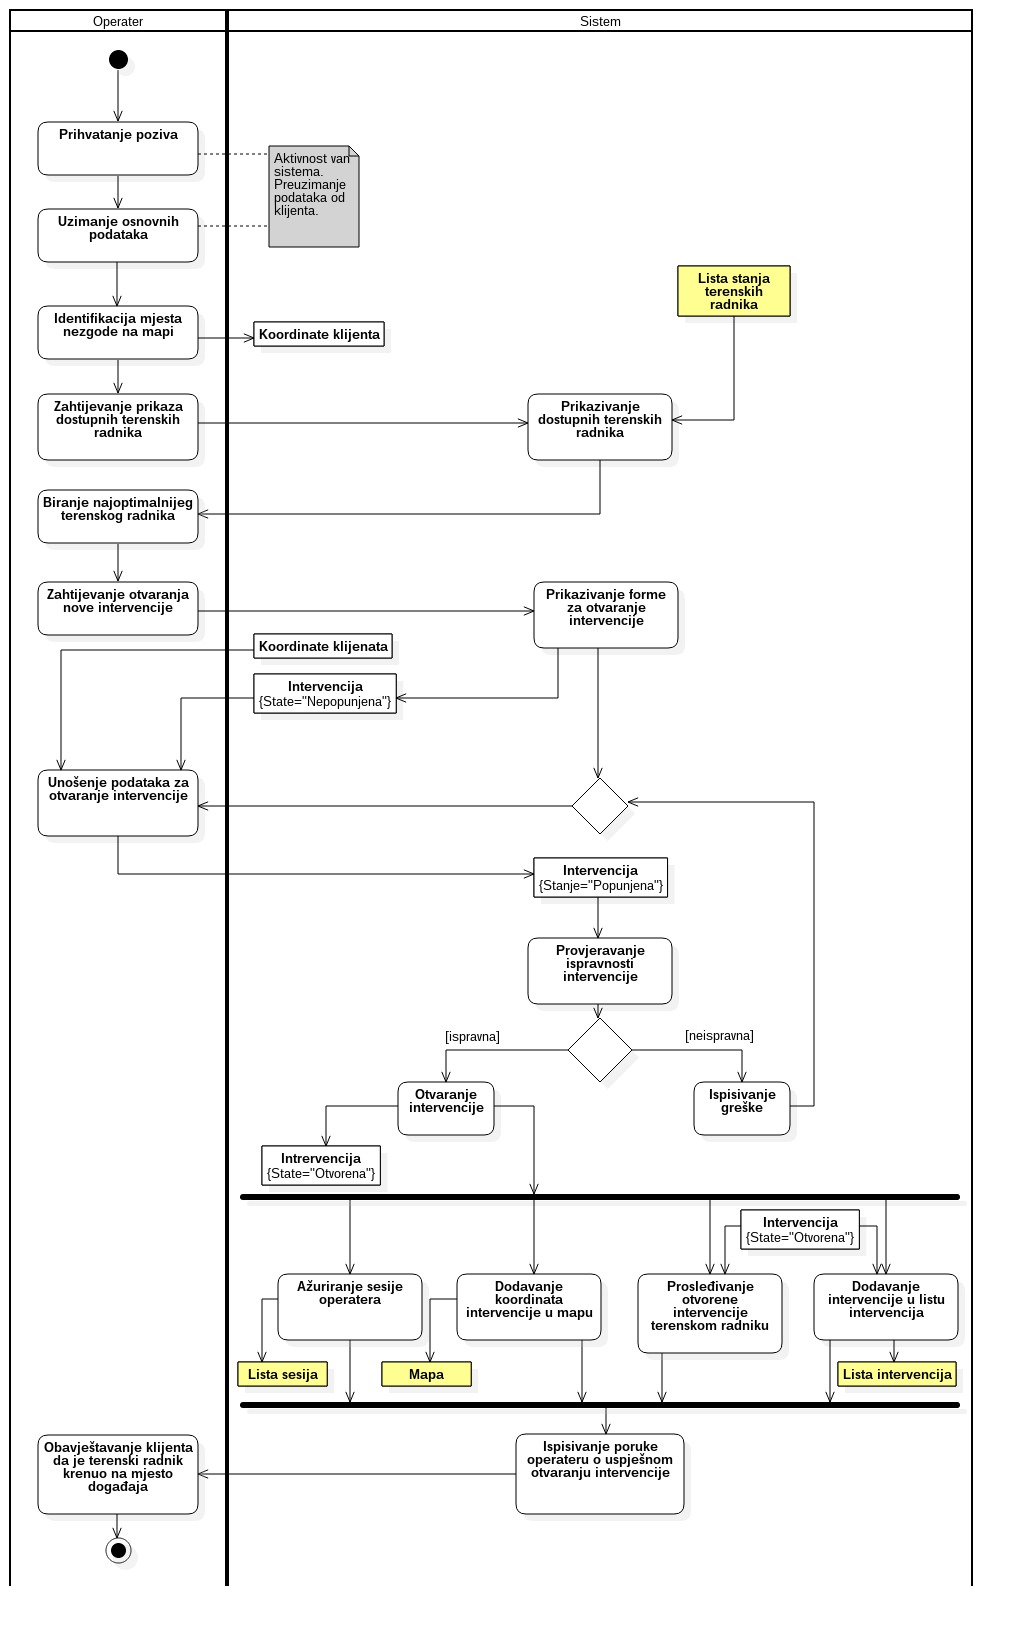 Operater
Sistem
Prihvatanje poziva
Aktivnost van
sistema.
Preuzimanje
podataka od
klijenta.
Uzimanje osnovnih
podataka
Lista stanja
terenskih
radnika
Identifikacija mjesta
nezgode na mapi
Koordinate klijenta
Zahtijevanje prikaza
dostupnih terenskih
radnika
Prikazivanje
dostupnih terenskih
radnika
Biranje najoptimalnijeg
terenskog radnika
Zahtijevanje otvaranja
nove intervencije
Prikazivanje forme
za otvaranje
intervencije
Koordinate klijenata
Intervencija
{State="Nepopunjena"}
Unošenje podataka za
otvaranje intervencije
Intervencija
{Stanje="Popunjena"}
Provjeravanje
ispravnosti
intervencije
[ispravna]
[neispravna]
Otvaranje
intervencije
Ispisivanje
greške
Intrervencija
{State="Otvorena"}
Intervencija
{State="Otvorena"}
Ažuriranje sesije
operatera
Dodavanje
koordinata
intervencije u mapu
Prosleđivanje
otvorene
intervencije
terenskom radniku
Dodavanje
intervencije u listu
intervencija
Lista sesija
Mapa
Lista intervencija
Obavještavanje klijenta
da je terenski radnik
krenuo na mjesto
događaja
Ispisivanje poruke
operateru o uspješnom
otvaranju intervencije